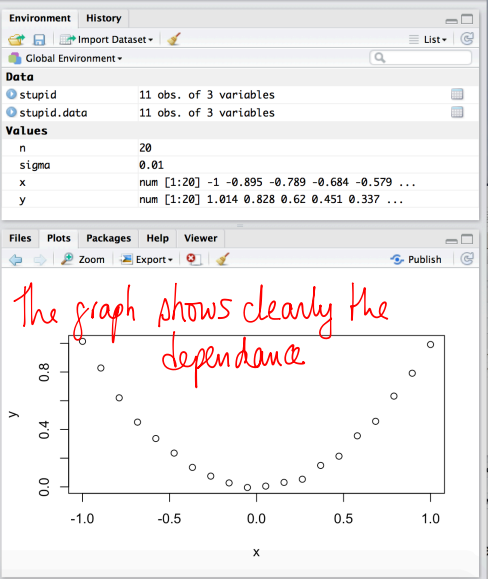 Environment History
Import Dataset List
Global Environment
Data
stupid 11 obs. of 3 variables
stupid.data 11 obs. of 3 variables
Values
n 20
sigma 0.01
x num [1:20] -1 -0.895 -0.789 -0.684 -0.579 ...
y num [1:20] 1.014 0.828 0.62 0.451 0.337 ...
Files Plots Packages Help Viewer
Zoom Export Publish
The graph shows clearly the
dependance
0.8
y
0.4
0.0
-1.0 -0.5 0.0 0.5 1.0
x